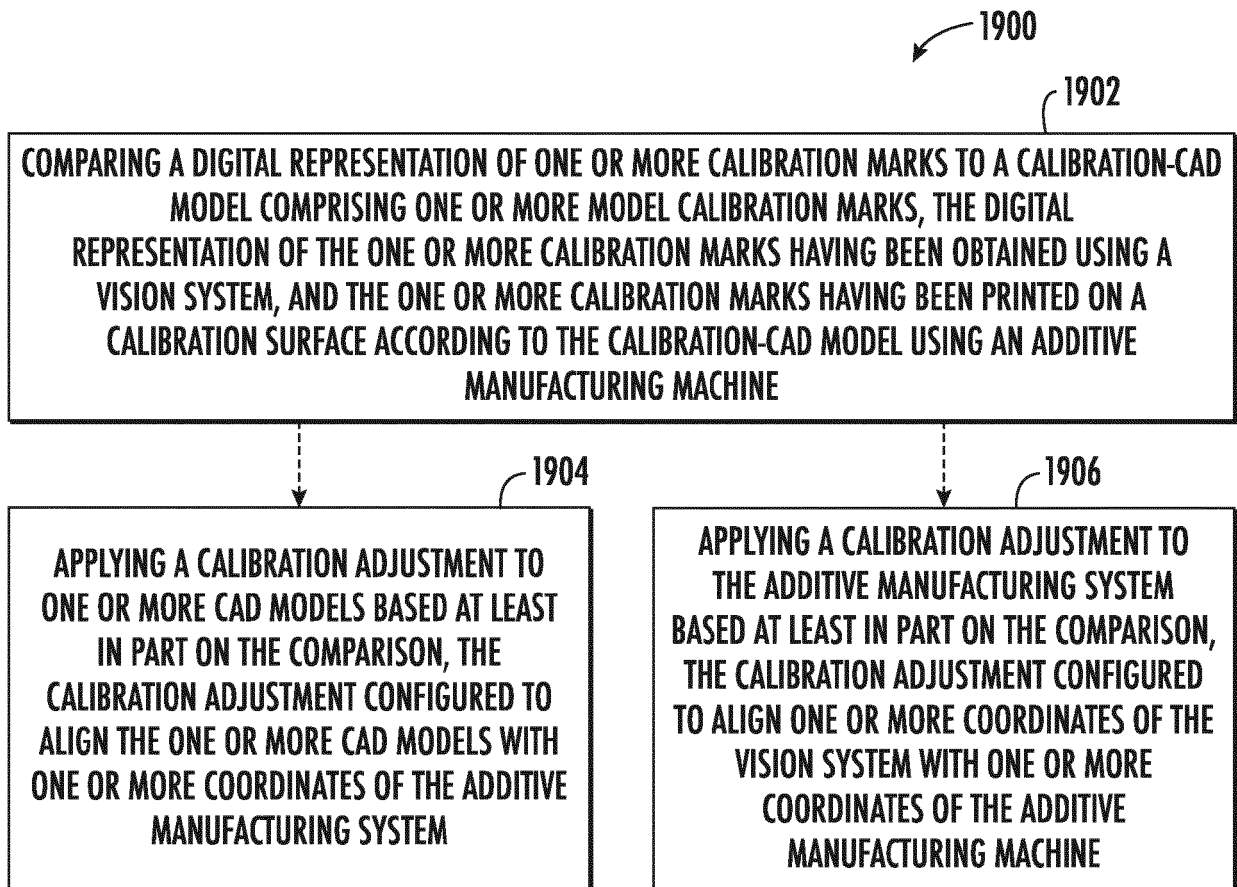 1900
1902
COMPARING A DIGITAL REPRESENTATION OF ONE OR MORE CALIBRATION MARKS TO A CALIBRATION-CAD
MODEL COMPRISING ONE OR MORE MODEL CALIBRATION MARKS, THE DIGITAL
REPRESENTATION OF THE ONE OR MORE CALIBRATION MARKS HAVING BEEN OBTAINED USING A
VISION SYSTEM, AND THE ONE OR MORE CALIBRATION MARKS HAVING BEEN PRINTED ON A
CALIBRATION SURFACE ACCORDING TO THE CALIBRATION-CAD MODEL USING AN ADDITIVE
MANUFACTURING MACHINE
1904
APPLYING A CALIBRATION ADJUSTMENT TO
ONE OR MORE CAD MODELS BASED AT LEAST
IN PART ON THE COMPARISON, THE
CALIBRATION ADJUSTMENT CONFIGURED TO
ALIGN THE ONE OR MORE CAD MODELS WITH
ONE OR MORE COORDINATES OF THE ADDITIVE
MANUFACTURING SYSTEM
1906
APPLYING A CALIBRATION ADJUSTMENT TO
THE ADDITIVE MANUFACTURING SYSTEM
BASED AT LEAST IN PART ON THE COMPARISON,
THE CALIBRATION ADJUSTMENT CONFIGURED
TO ALIGN ONE OR MORE COORDINATES OF THE
VISION SYSTEM WITH ONE OR MORE
COORDINATES OF THE ADDITIVE
MANUFACTURING MACHINE